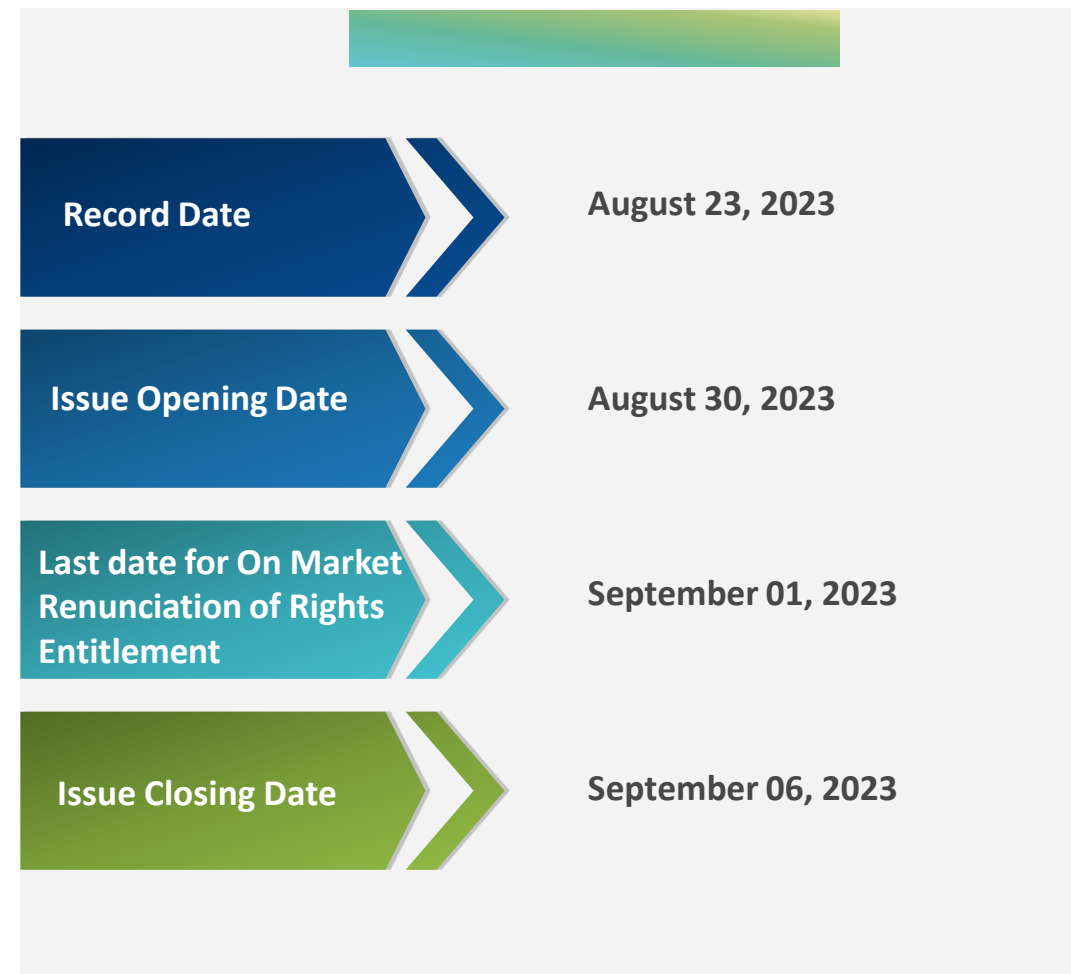 Record Date
August 23, 2023
Issue Opening Date
August 30, 2023
Last date for On Market
Renunciation of Rights
Entitlement
September 01, 2023
Issue Closing Date
September 06, 2023